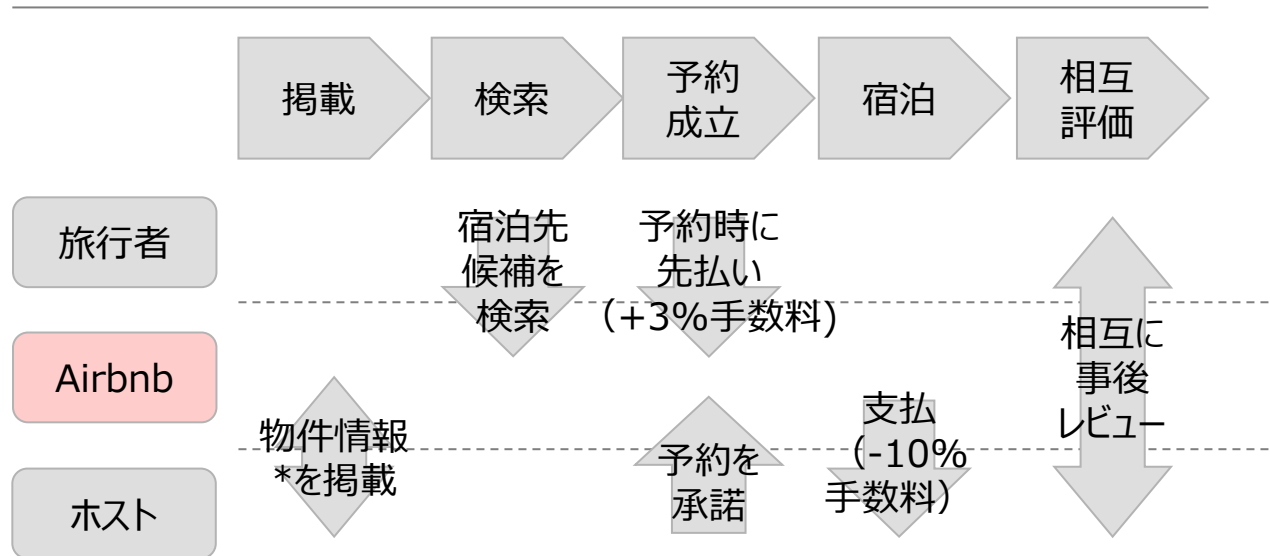 掲載
検索
予約
成立
宿泊
相互
評価
旅行者
宿泊先
候補を
検索
予約時に
先払い
（+3%手数料)
Airbnb
物件情報
*を掲載
支払
（-10%
手数料）
相互に
事後
レビュー
ホスト
予約を
承諾